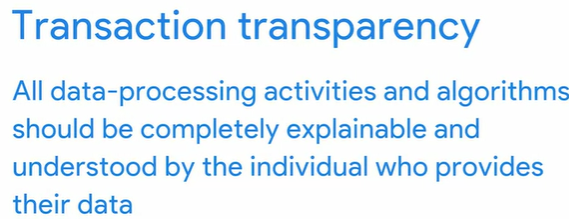 Transaction transparency
All data-processing activities and algorithms
should be completely explainable and
understood by the individual who provides
their data